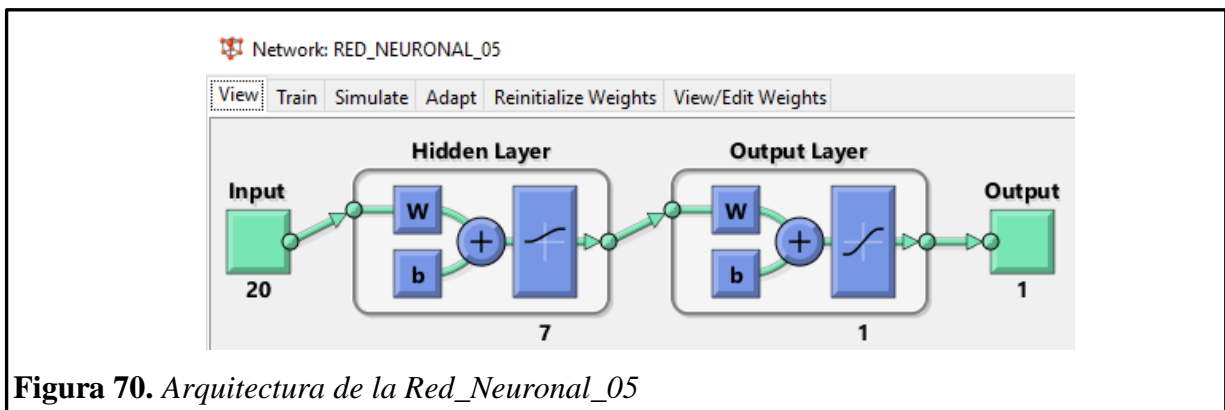 Network: RED_NEURONAL_05
View Train Simulate Adapt Reinitialize Weights View/Edit Weights
Hidden Layer Output Layer
Input Output
W W
b b
+ +
20 1
7 1
Figura 70. Arquitectura de la Red_Neuronal_05